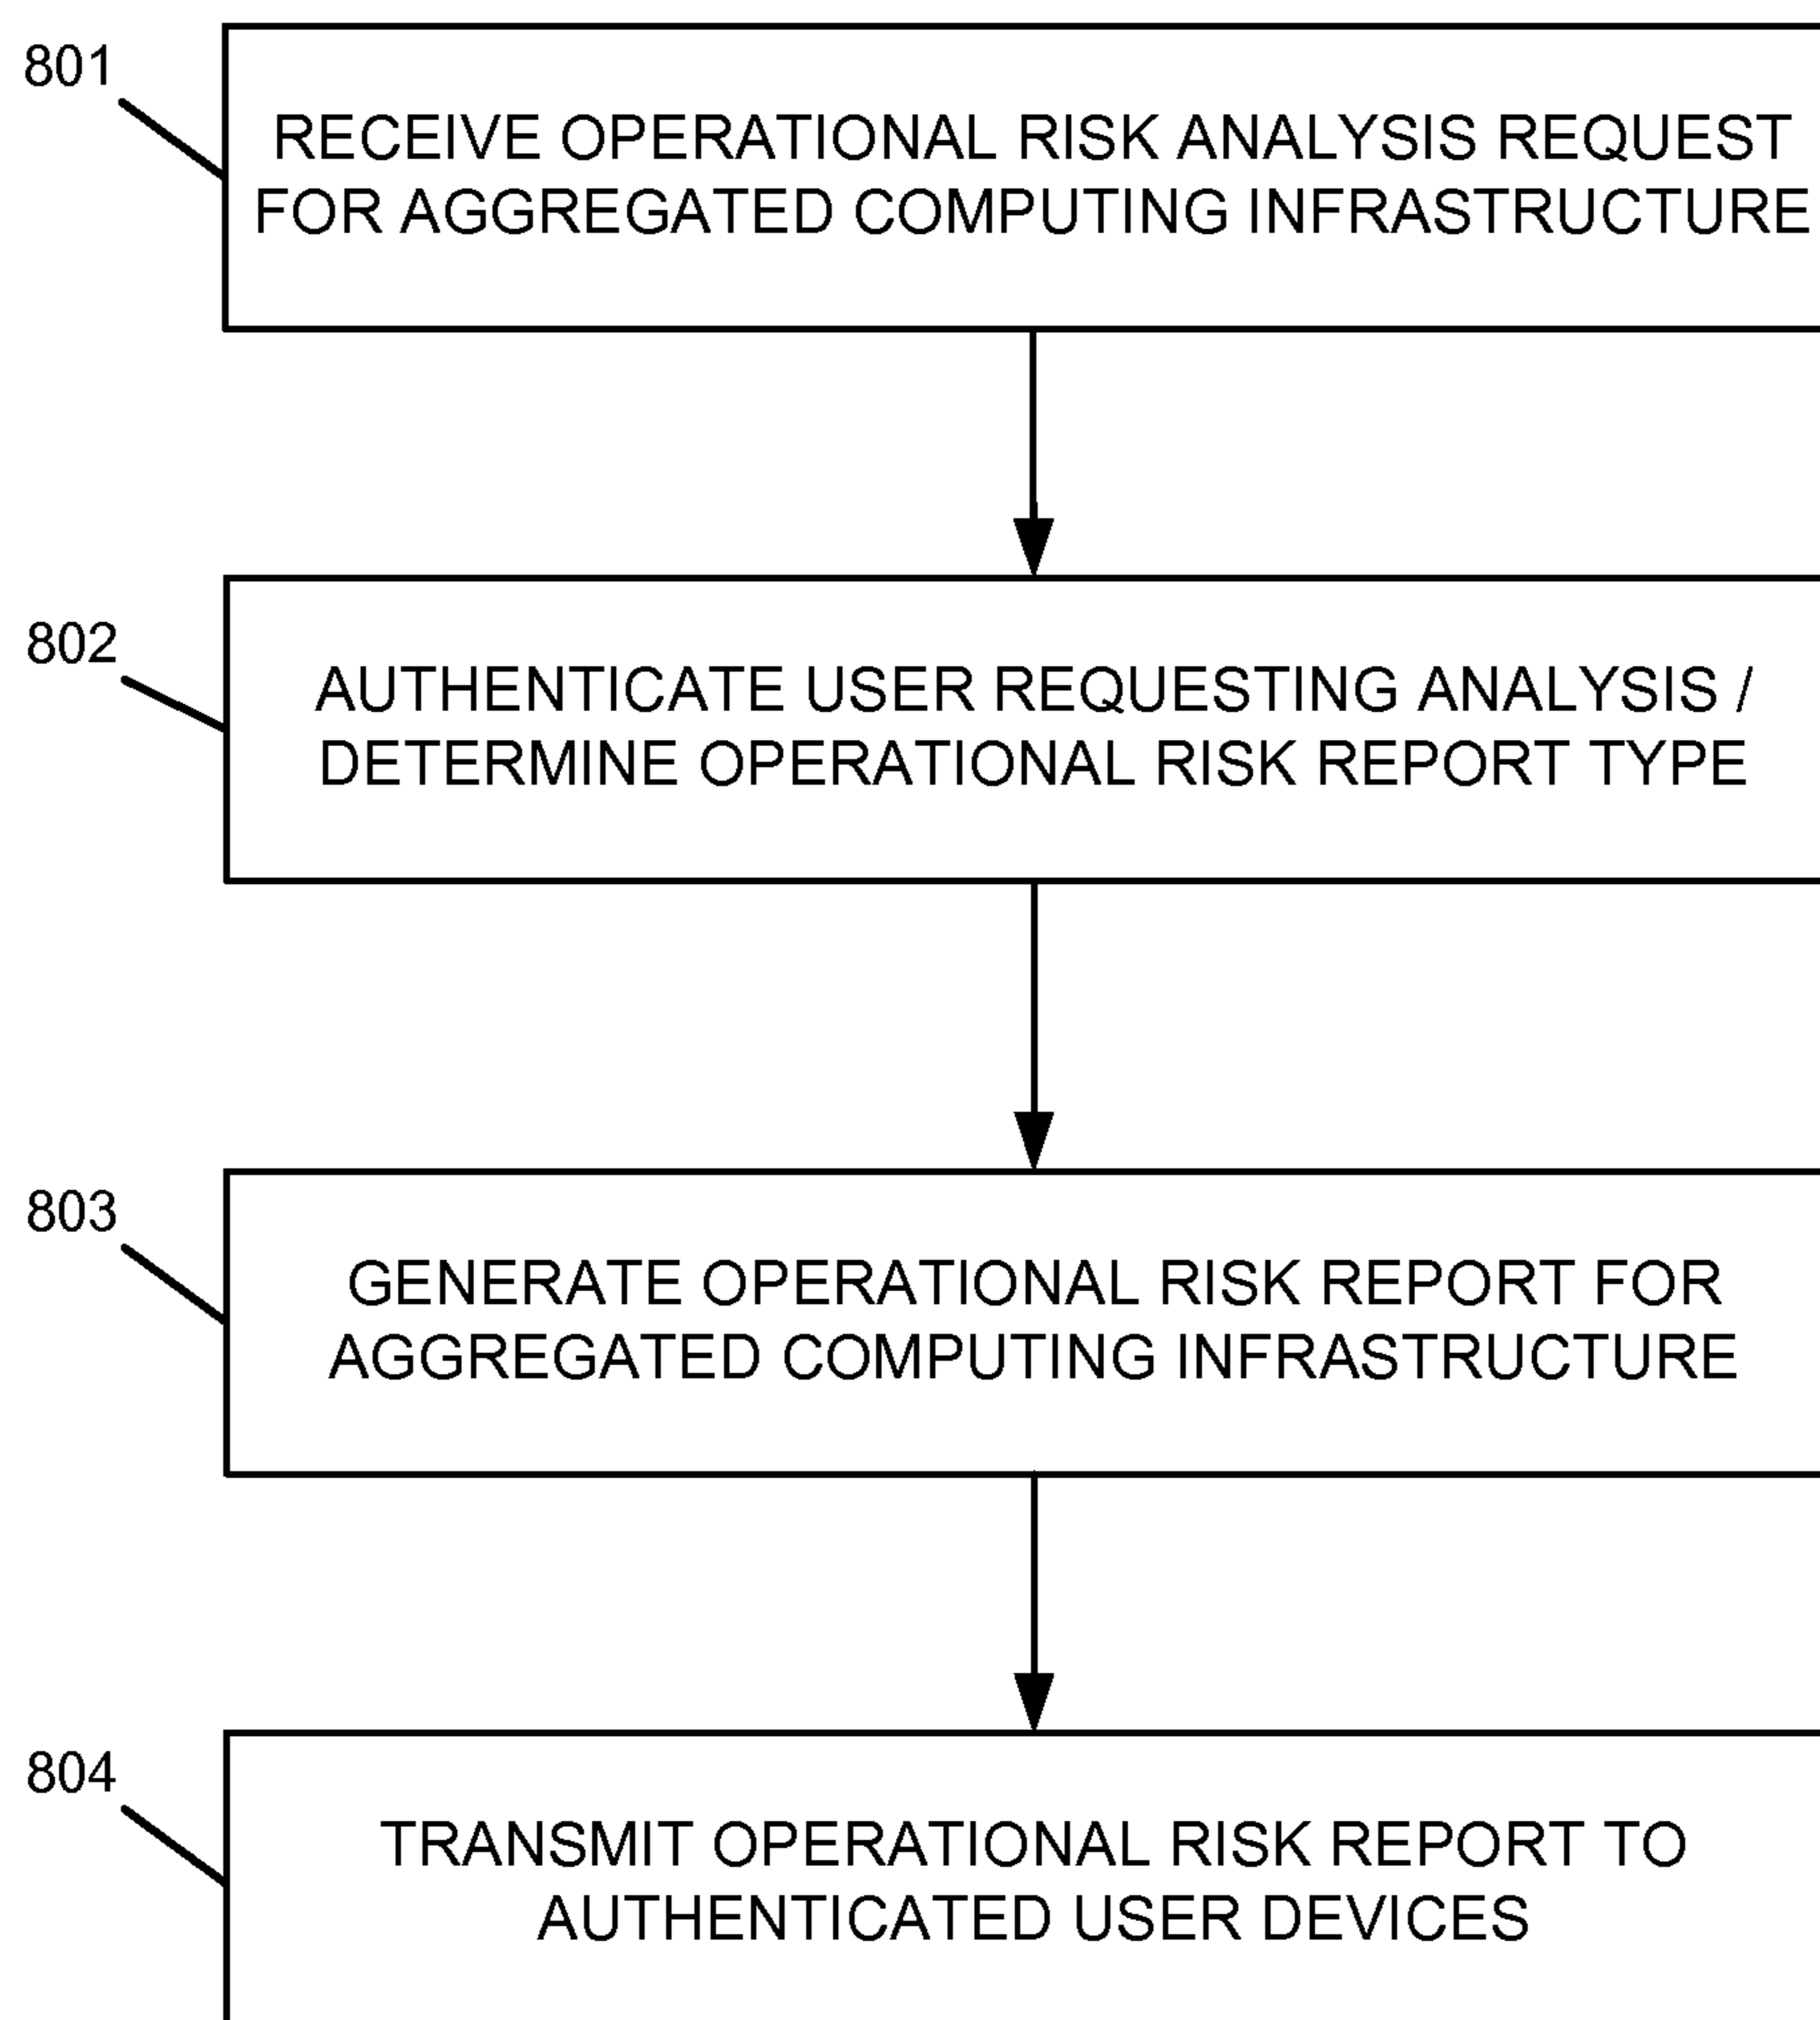 801
RECEIVE OPERATIONAL RISK ANALYSIS REQUEST
FOR AGGREGATED COMPUTING INFRASTRUCTURE
802
AUTHENTICATE USER REQUESTING ANALYSIS /
DETERMINE OPERATIONAL RISK REPORT TYPE
803
GENERATE OPERATIONAL RISK REPORT FOR
AGGREGATED COMPUTING INFRASTRUCTURE
804
TRANSMIT OPERATIONAL RISK REPORT TO
AUTHENTICATED USER DEVICES